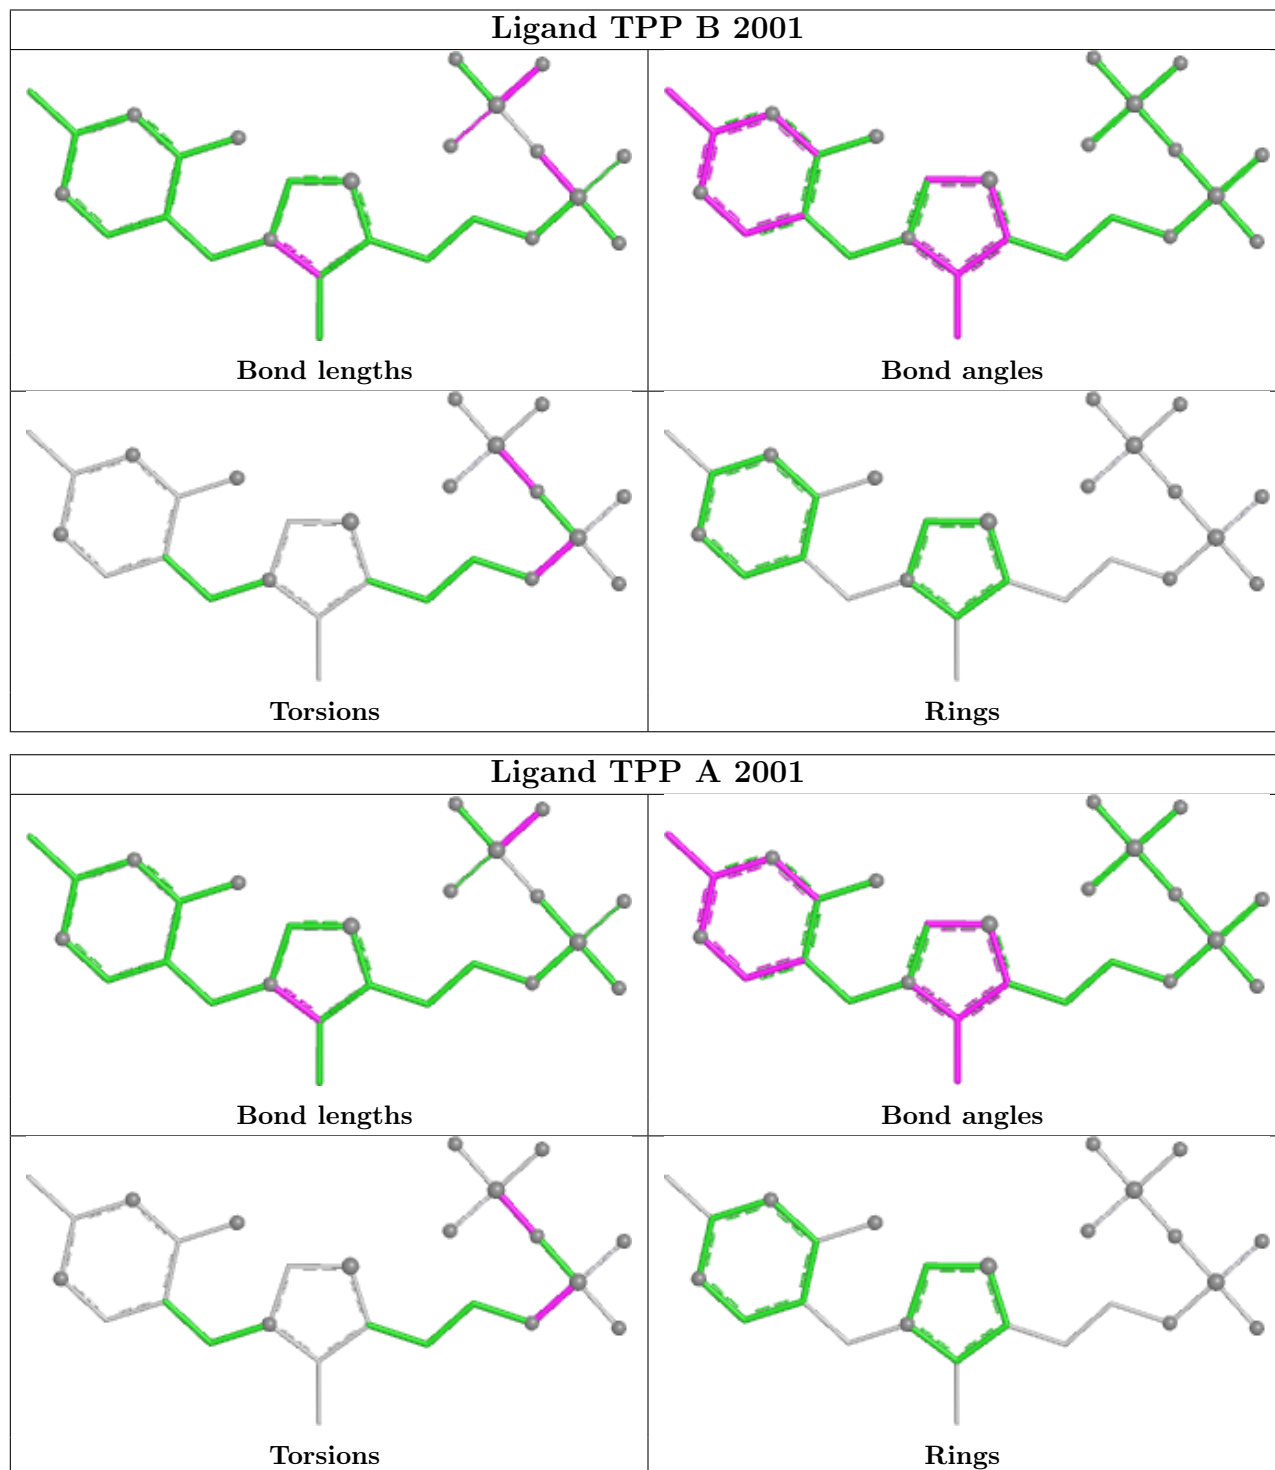 Ligand TPP B 2001
Bond lengths
Bond angles
Torsions
Rings
Ligand TPP A 2001
Bond lengths
Bond angles
Torsions
Rings